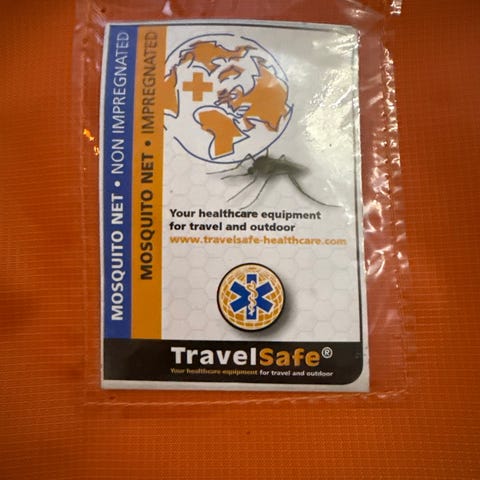 MOSQUITO NET • NON IMPREGNATED
MOSQUITO NET • IMPREGNATED
Your healthcare equipment
for travel and outdoor
www.travelsafe-healthcare.com
TravelSafe®
Your healthcare equipment for travel and outdoor